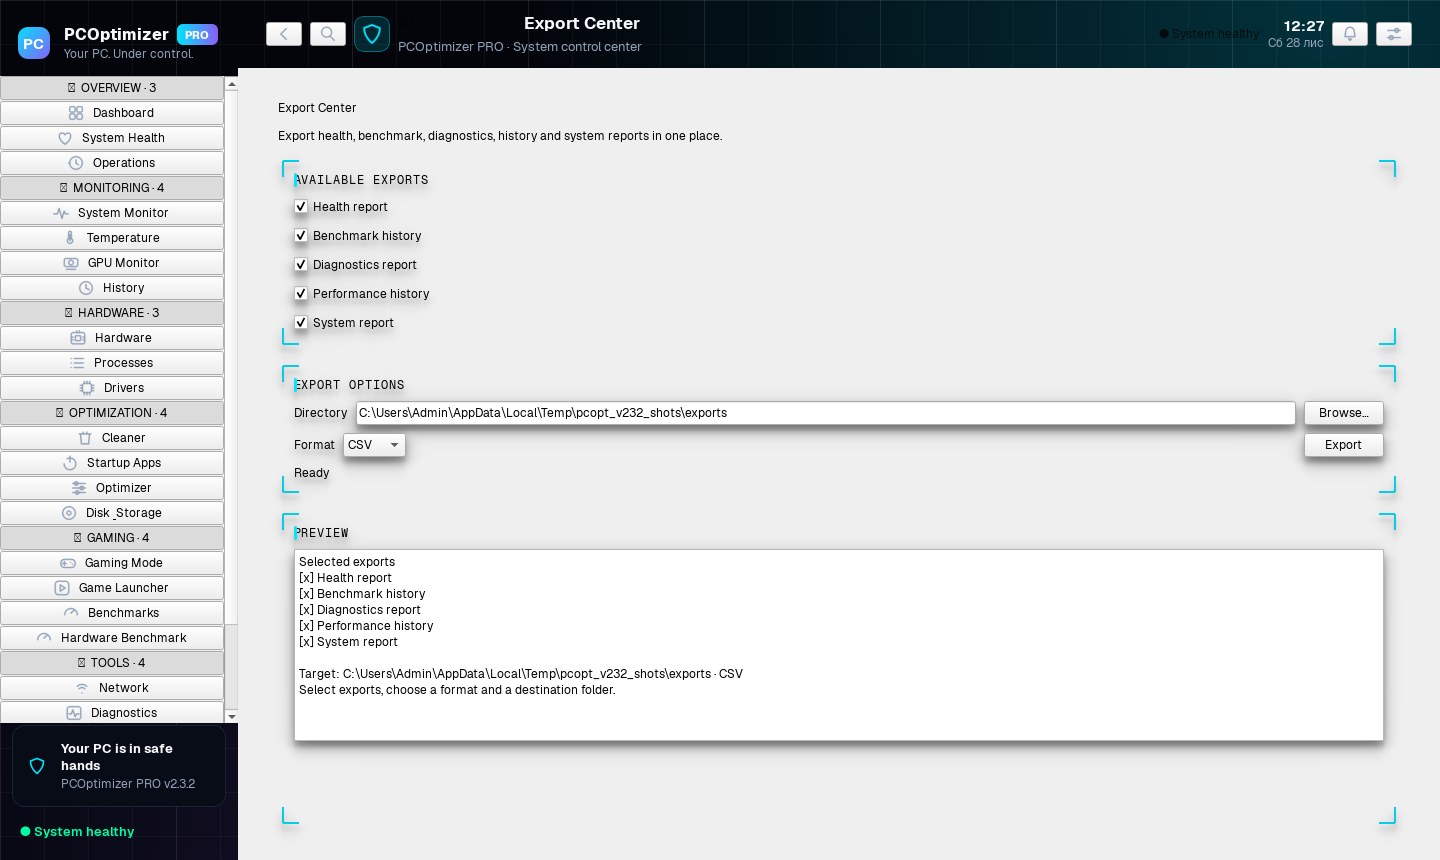 PC
PCOptimizer PRO
Your PC. Under control.
Export Center
PCOptimizer PRO · System control center
● System healthy
12:27
Сб 28 лис
OVERVIEW · 3
Dashboard
System Health
Operations
MONITORING · 4
System Monitor
Temperature
GPU Monitor
History
HARDWARE · 3
Hardware
Processes
Drivers
OPTIMIZATION · 4
Cleaner
Startup Apps
Optimizer
Disk _Storage
GAMING · 4
Gaming Mode
Game Launcher
Benchmarks
Hardware Benchmark
TOOLS · 4
Network
Diagnostics
Your PC is in safe
hands
PCOptimizer PRO v2.3.2
● System healthy
Export Center
Export health, benchmark, diagnostics, history and system reports in one place.
AVAILABLE EXPORTS
Health report
Benchmark history
Diagnostics report
Performance history
System report
EXPORT OPTIONS
Directory C:\Users\Admin\AppData\Local\Temp\pcopt_v232_shots\exports Browse...
Format CSV Export
Ready
PREVIEW
Selected exports
[x] Health report
[x] Benchmark history
[x] Diagnostics report
[x] Performance history
[x] System report
Target: C:\Users\Admin\AppData\Local\Temp\pcopt_v232_shots\exports · CSV
Select exports, choose a format and a destination folder.